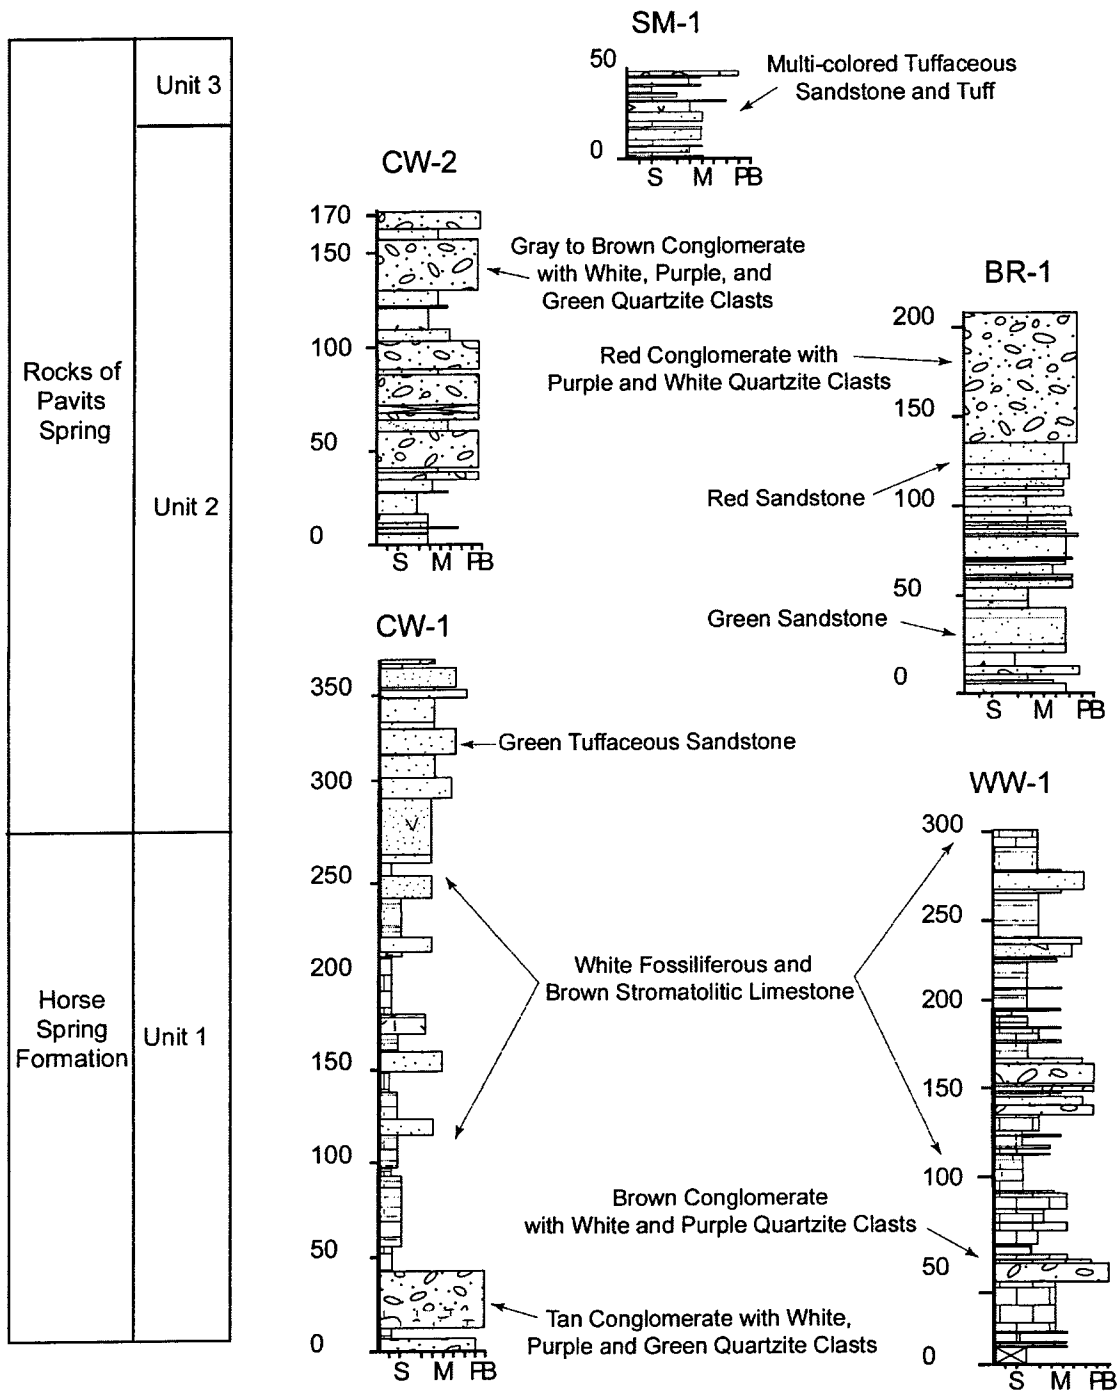 SM-1
50
0
S M PB
Multi-colored Tuffaceous
Sandstone and Tuff
Unit 3
Rocks of
Pavits
Spring
Unit 2
Horse
Spring
Formation
Unit 1
CW-2
170
150
100
50
0
S M PB
Gray to Brown Conglomerate
with White, Purple, and
Green Quartzite Clasts
BR-1
200
150
100
50
0
S M PB
Red Conglomerate with
Purple and White Quartzite Clasts
Red Sandstone
Green Sandstone
CW-1
350
300
250
200
150
100
50
0
S M PB
Green Tuffaceous Sandstone
White Fossiliferous and
Brown Stromatolitic Limestone
Tan Conglomerate with White,
Purple and Green Quartzite Clasts
WW-1
300
250
200
150
100
50
0
S M PB
Brown Conglomerate
with White and Purple Quartzite Clasts